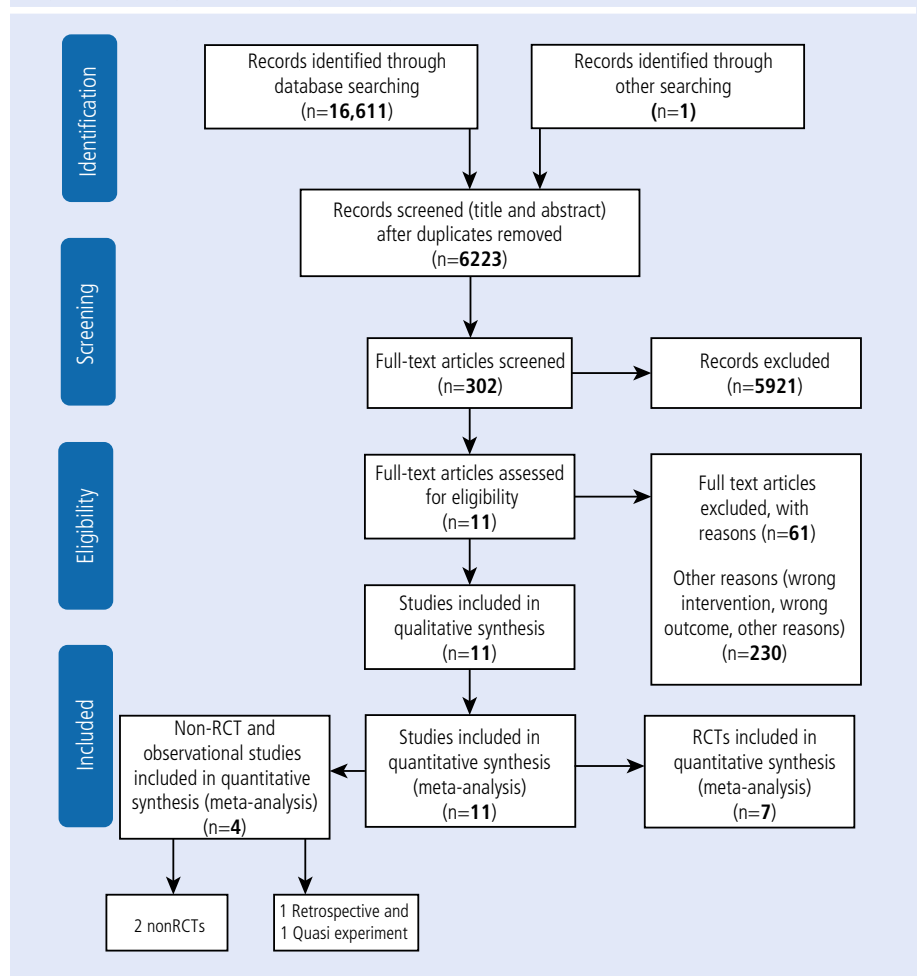 Identification
Records identified through
database searching
(n=16,611)
Records identified through
other searching
(n=1)
Records screened (title and abstract)
after duplicates removed
(n=6223)
Screening
Full-text articles screened
(n=302)
Records excluded
(n=5921)
Eligibility
Full-text articles assessed
for eligibility
(n=11)
Full text articles
excluded, with
reasons (n=61)
Other reasons (wrong
intervention, wrong
outcome, other reasons)
(n=230)
Studies included in
qualitative synthesis
(n=11)
Included
Non-RCT and
observational studies
included in quantitative
synthesis (meta-analysis)
(n=4)
Studies included in
quantitative synthesis
(meta-analysis)
(n=11)
RCTs included in
quantitative synthesis
(meta-analysis)
(n=7)
2 nonRCTs
1 Retrospective and
1 Quasi experiment